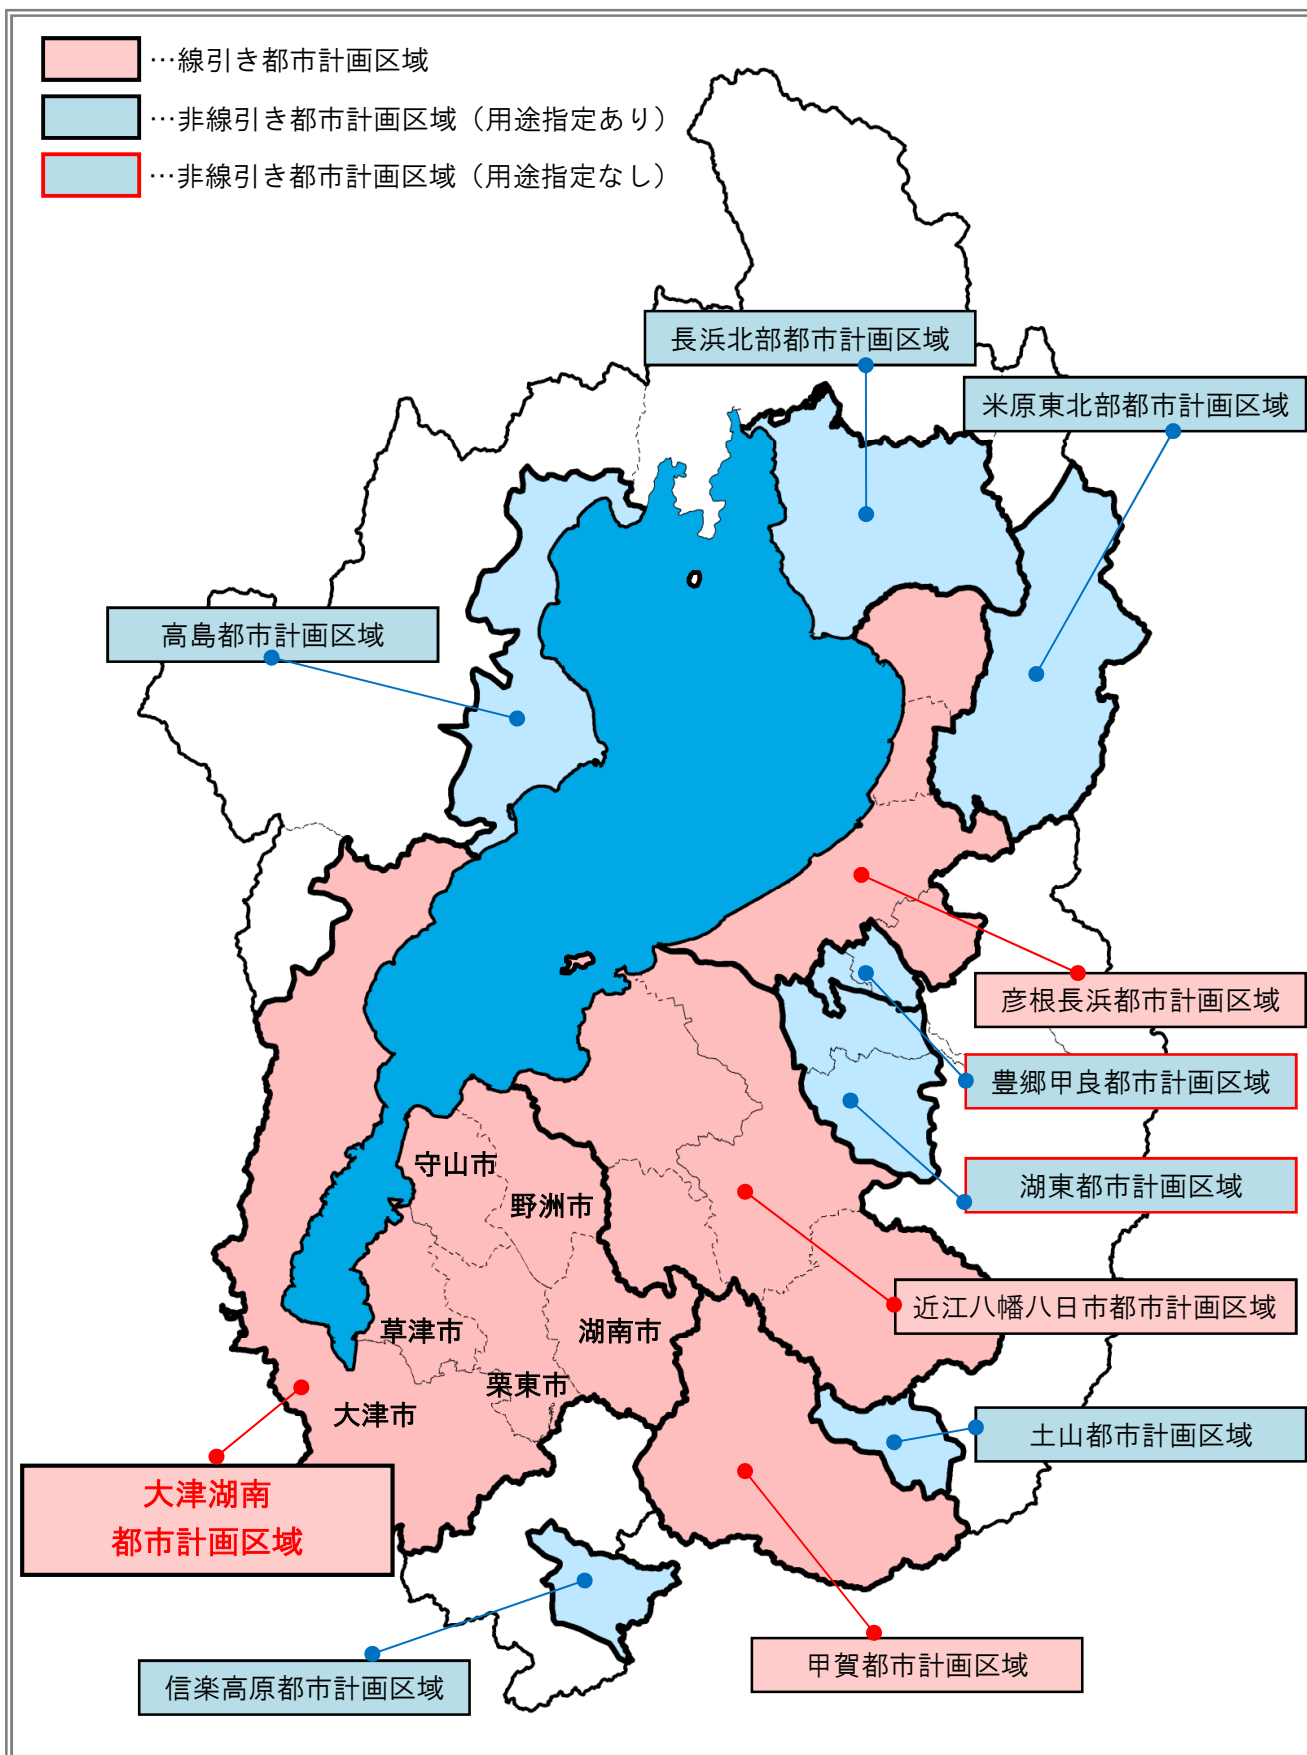 …線引き都市計画区域
…非線引き都市計画区域（用途指定あり）
…非線引き都市計画区域（用途指定なし）
長浜北部都市計画区域
米原東北部都市計画区域
高島都市計画区域
彦根長浜都市計画区域
豊郷甲良都市計画区域
守山市
湖東都市計画区域
野洲市
近江八幡八日市都市計画区域
草津市
湖南市
栗東市
大津市
土山都市計画区域
大津湖南
都市計画区域
甲賀都市計画区域
信楽高原都市計画区域